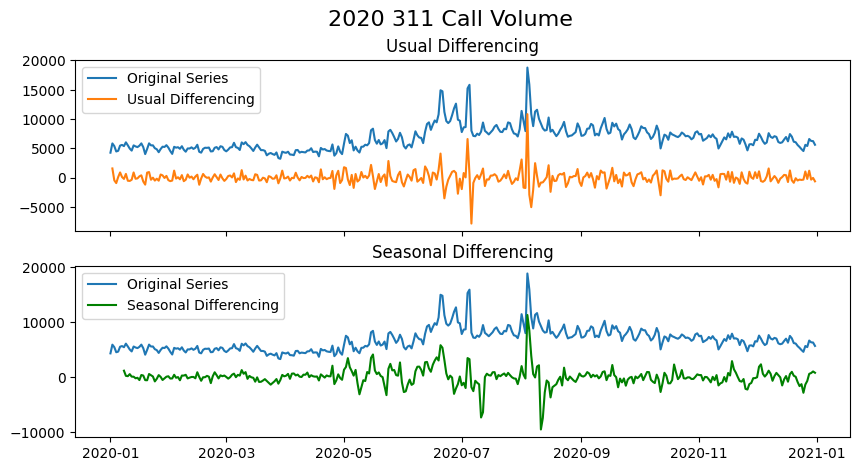 2020 311 Call Volume
Usual Differencing
20000
15000
10000
5000
0
−5000
Original Series
Usual Differencing
Seasonal Differencing
20000
10000
0
−10000
Original Series
Seasonal Differencing
2020-01 2020-03 2020-05 2020-07 2020-09 2020-11 2021-01